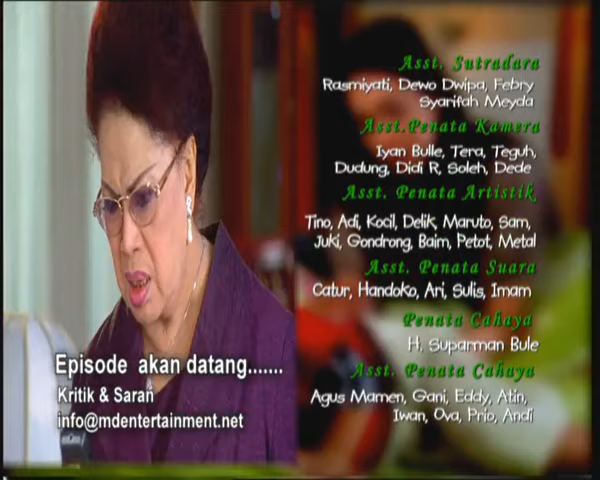 Asst. Sutradara
Rasmiyati, Dewo Dwipa, Febry
Syarifah Meyda
Asst.Penata Kamera
Iyan Bulle, Tera, Teguh,
Dudung, Didi R, Soleh, Dede
Asst. Penata Artistik
Tino, Adi, Kocil, Delik, Maruto, Sam,
Juki, Gondrong, Baim, Petot, Metal
Asst. Penata Suara
Catur, Handoko, Ari, Sulis, Imam
Penata Cahaya
H. Suparman Bule
Asst. Penata Cahaya
Agus Mamen, Gani, Eddy, Atin,
Iwan, Ova, Prio, Andi
Episode akan datang.......
Kritik & Saran
info@mdentertainment.net